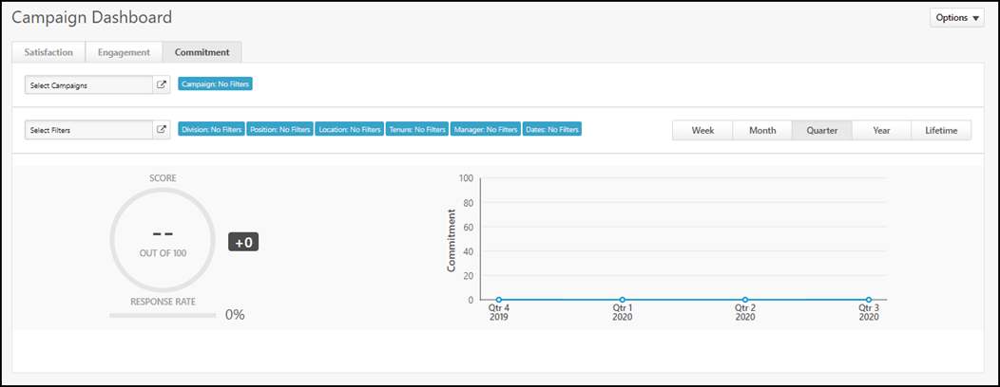 Campaign Dashboard
Options
Satisfaction
Engagement
Commitment
Select Campaigns
Campaign: No Filters
Select Filters
Division: No Filters
Position: No Filters
Location: No Filters
Tenure: No Filters
Manager: No Filters
Dates: No Filters
Week
Month
Quarter
Year
Lifetime
SCORE
--
OUT OF 100
+0
RESPONSE RATE
0%
Commitment
100
80
60
40
20
0
Qtr 4
2019
Qtr 1
2020
Qtr 2
2020
Qtr 3
2020